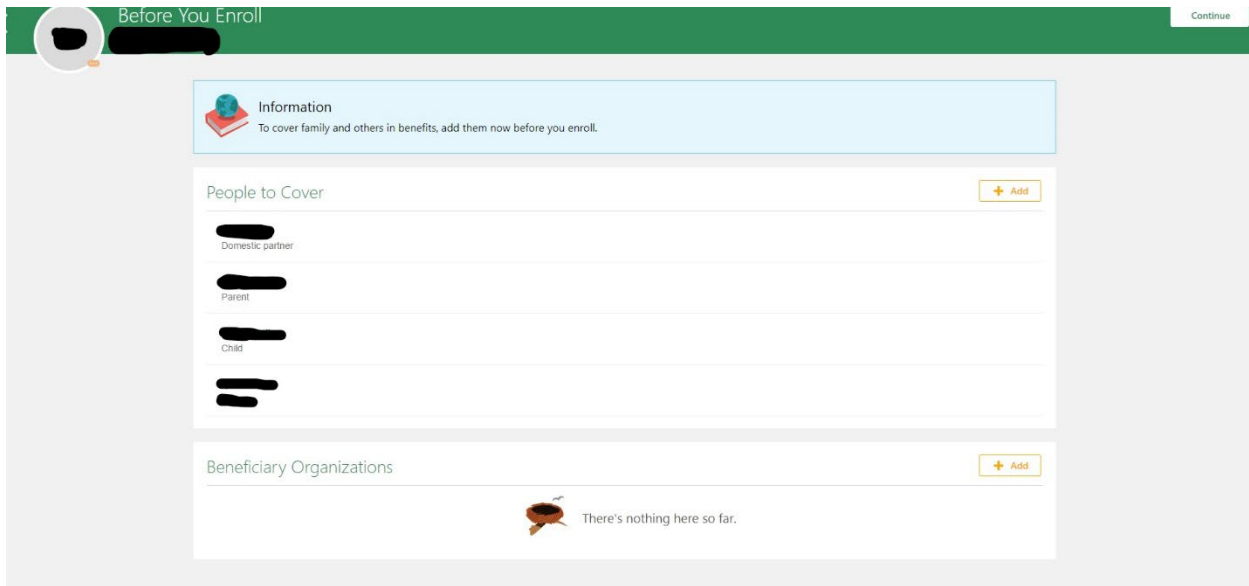 Before You Enroll
Continue
Information
To cover family and others in benefits, add them now before you enroll.
People to Cover
Add
Domestic partner
Parent
Child
Beneficiary Organizations
Add
There's nothing here so far.